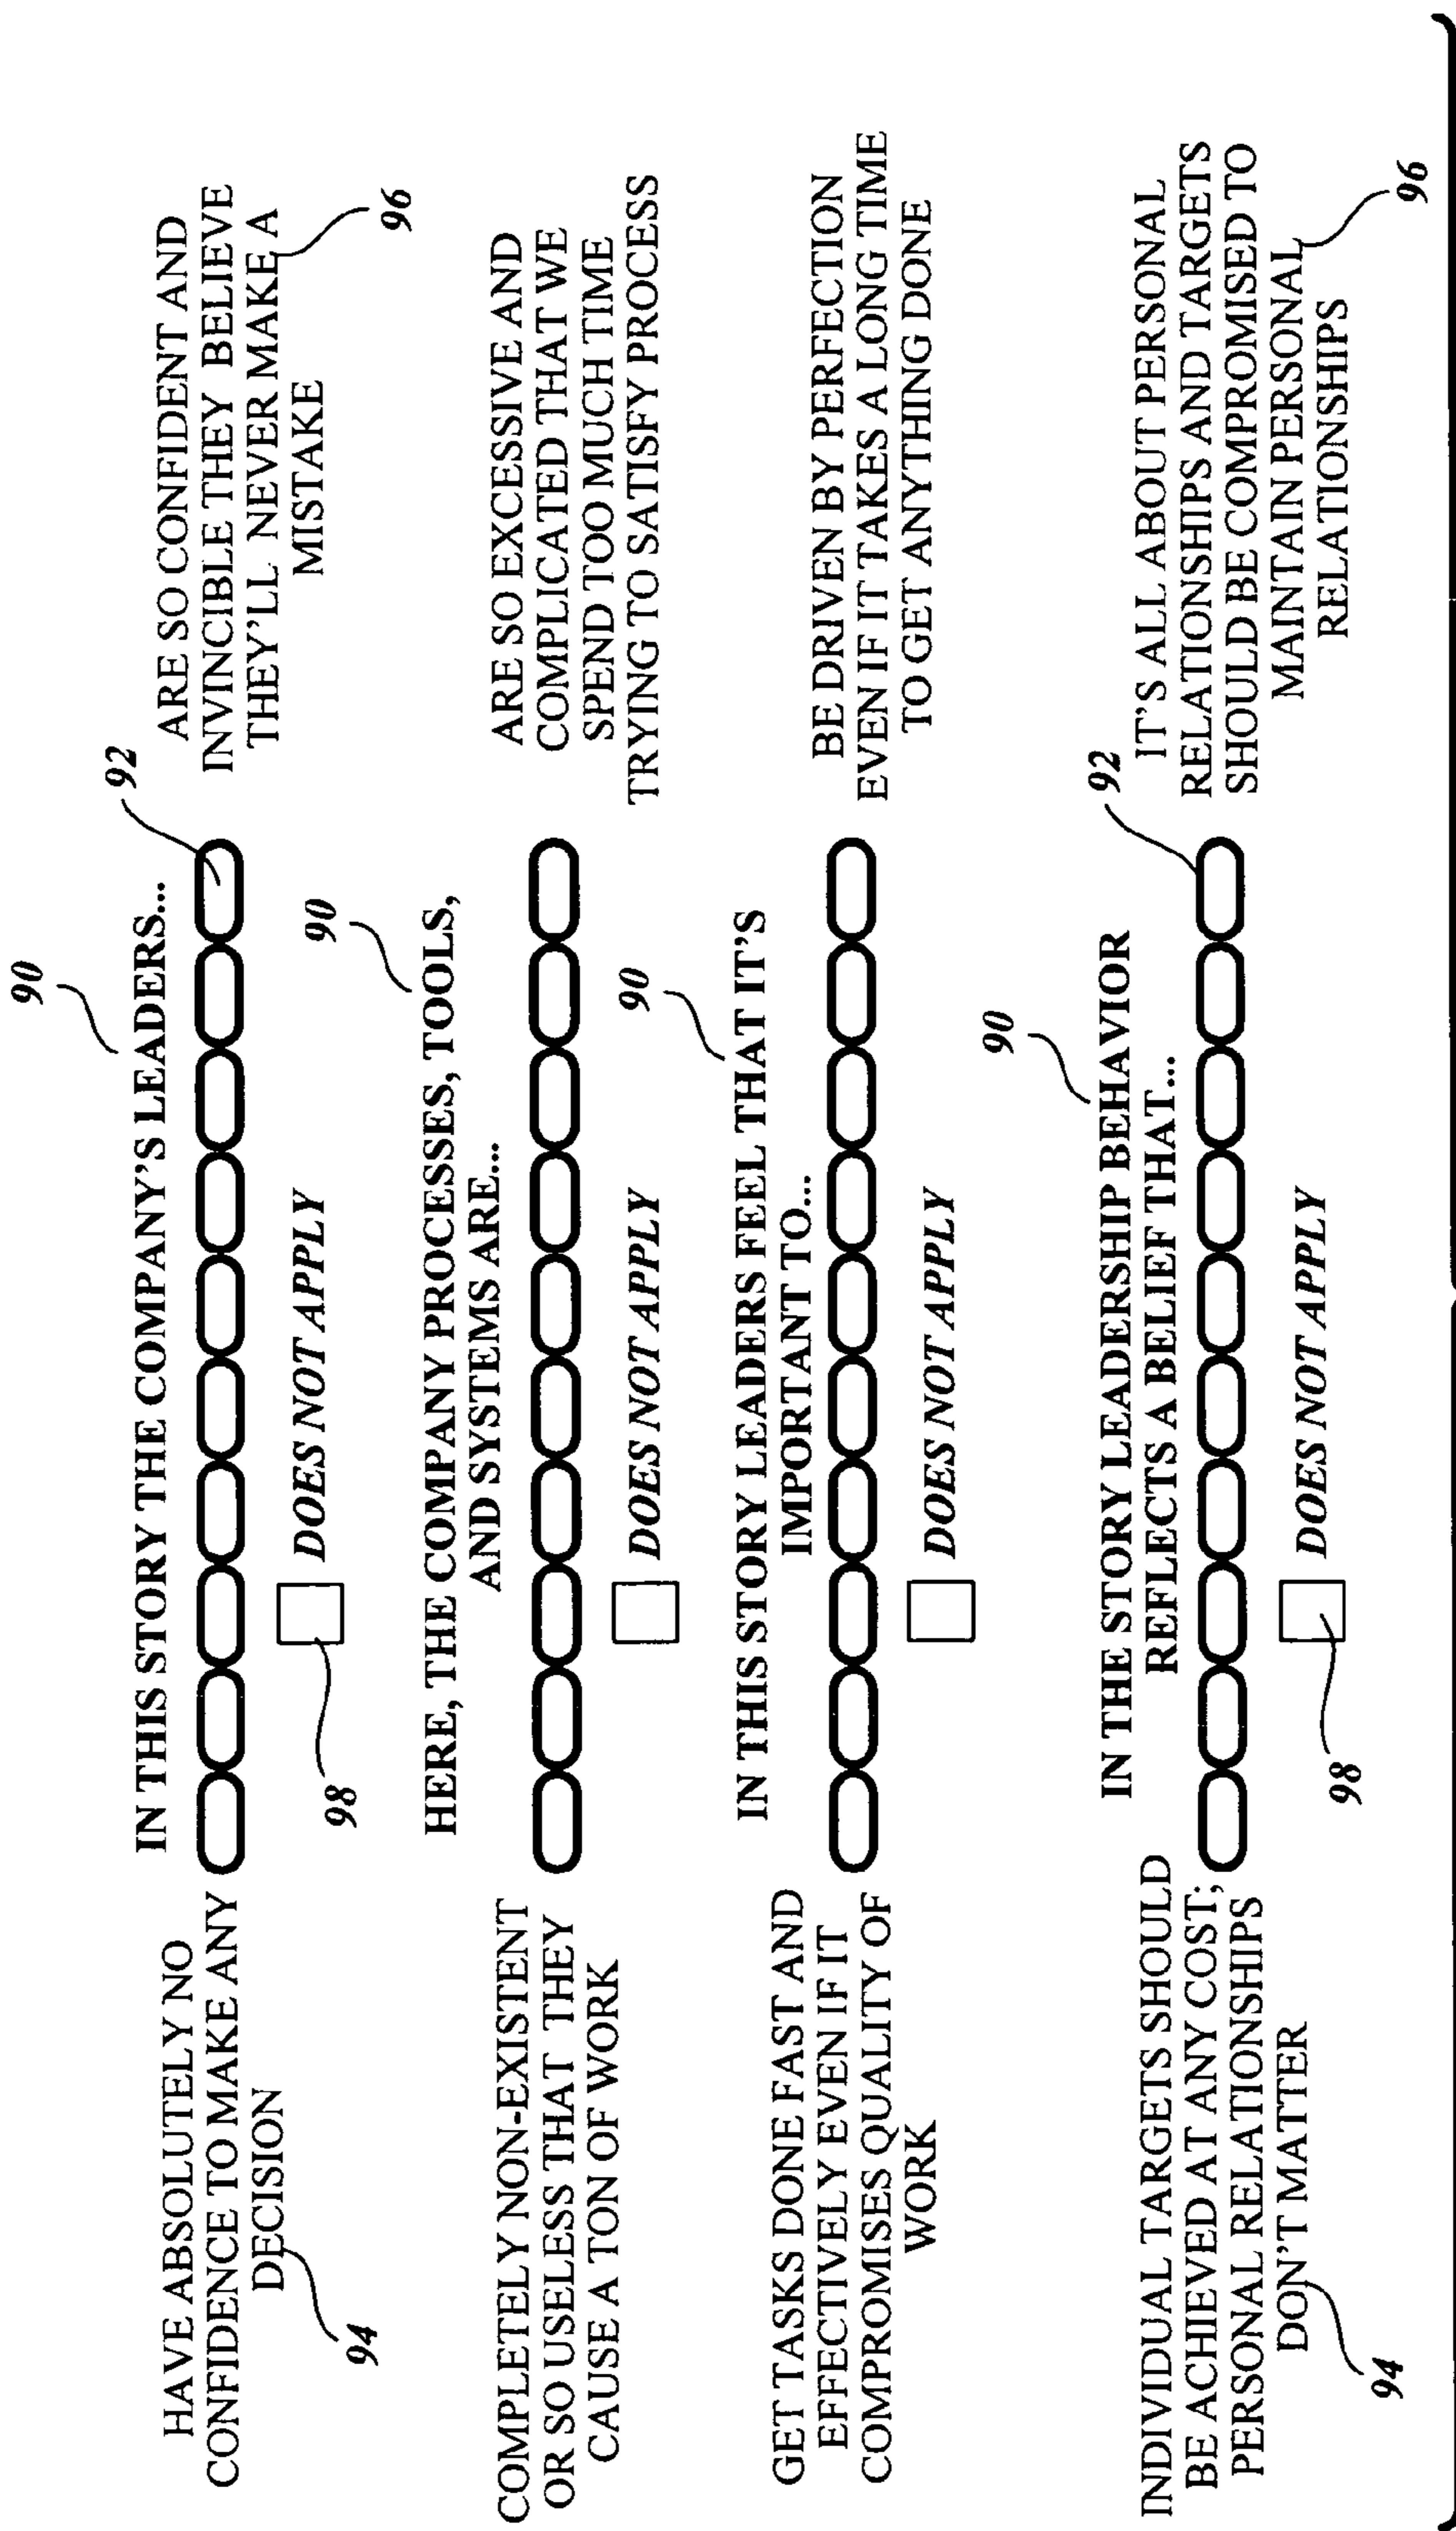 90
IN THIS STORY THE COMPANY'S LEADERS...
92
HAVE ABSOLUTELY NO
CONFIDENCE TO MAKE ANY
DECISION
94
ARE SO CONFIDENT AND
INVINCIBLE THEY BELIEVE
THEY'LL NEVER MAKE A
MISTAKE
96
98
DOES NOT APPLY
90
HERE, THE COMPANY PROCESSES, TOOLS,
AND SYSTEMS ARE...
COMPLETELY NON-EXISTENT
OR SO USELESS THAT THEY
CAUSE A TON OF WORK
ARE SO EXCESSIVE AND
COMPLICATED THAT WE
SPEND TOO MUCH TIME
TRYING TO SATISFY PROCESS
DOES NOT APPLY
90
IN THIS STORY LEADERS FEEL THAT IT'S
IMPORTANT TO...
GET TASKS DONE FAST AND
EFFECTIVELY EVEN IF IT
COMPROMISES QUALITY OF
WORK
BE DRIVEN BY PERFECTION
EVEN IF IT TAKES A LONG TIME
TO GET ANYTHING DONE
DOES NOT APPLY
90
IN THE STORY LEADERSHIP BEHAVIOR
REFLECTS A BELIEF THAT...
92
INDIVIDUAL TARGETS SHOULD
BE ACHIEVED AT ANY COST;
PERSONAL RELATIONSHIPS
DON'T MATTER
94
IT'S ALL ABOUT PERSONAL
RELATIONSHIPS AND TARGETS
SHOULD BE COMPROMISED TO
MAINTAIN PERSONAL
RELATIONSHIPS
96
98
DOES NOT APPLY